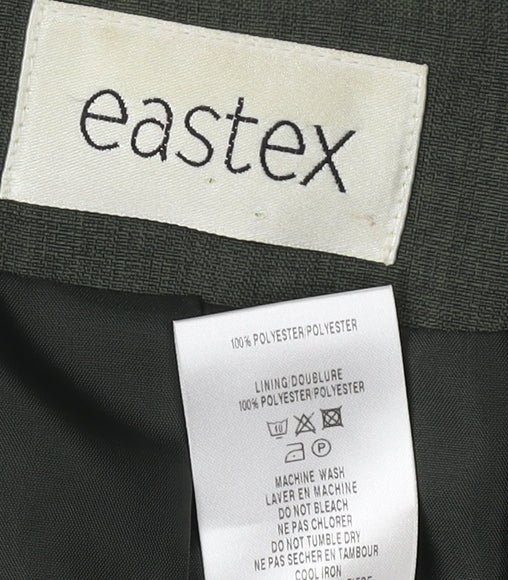 eastex
100% POLYESTER/POLYESTER
LINING/DOUBLURE
100% POLYESTER/POLYESTER
P
MACHINE WASH
LAVER EN MACHINE
DO NOT BLEACH
NE PAS CHLORER
DO NOT TUMBLE DRY
NE PAS SECHER EN TAMBOUR
COOL IRON